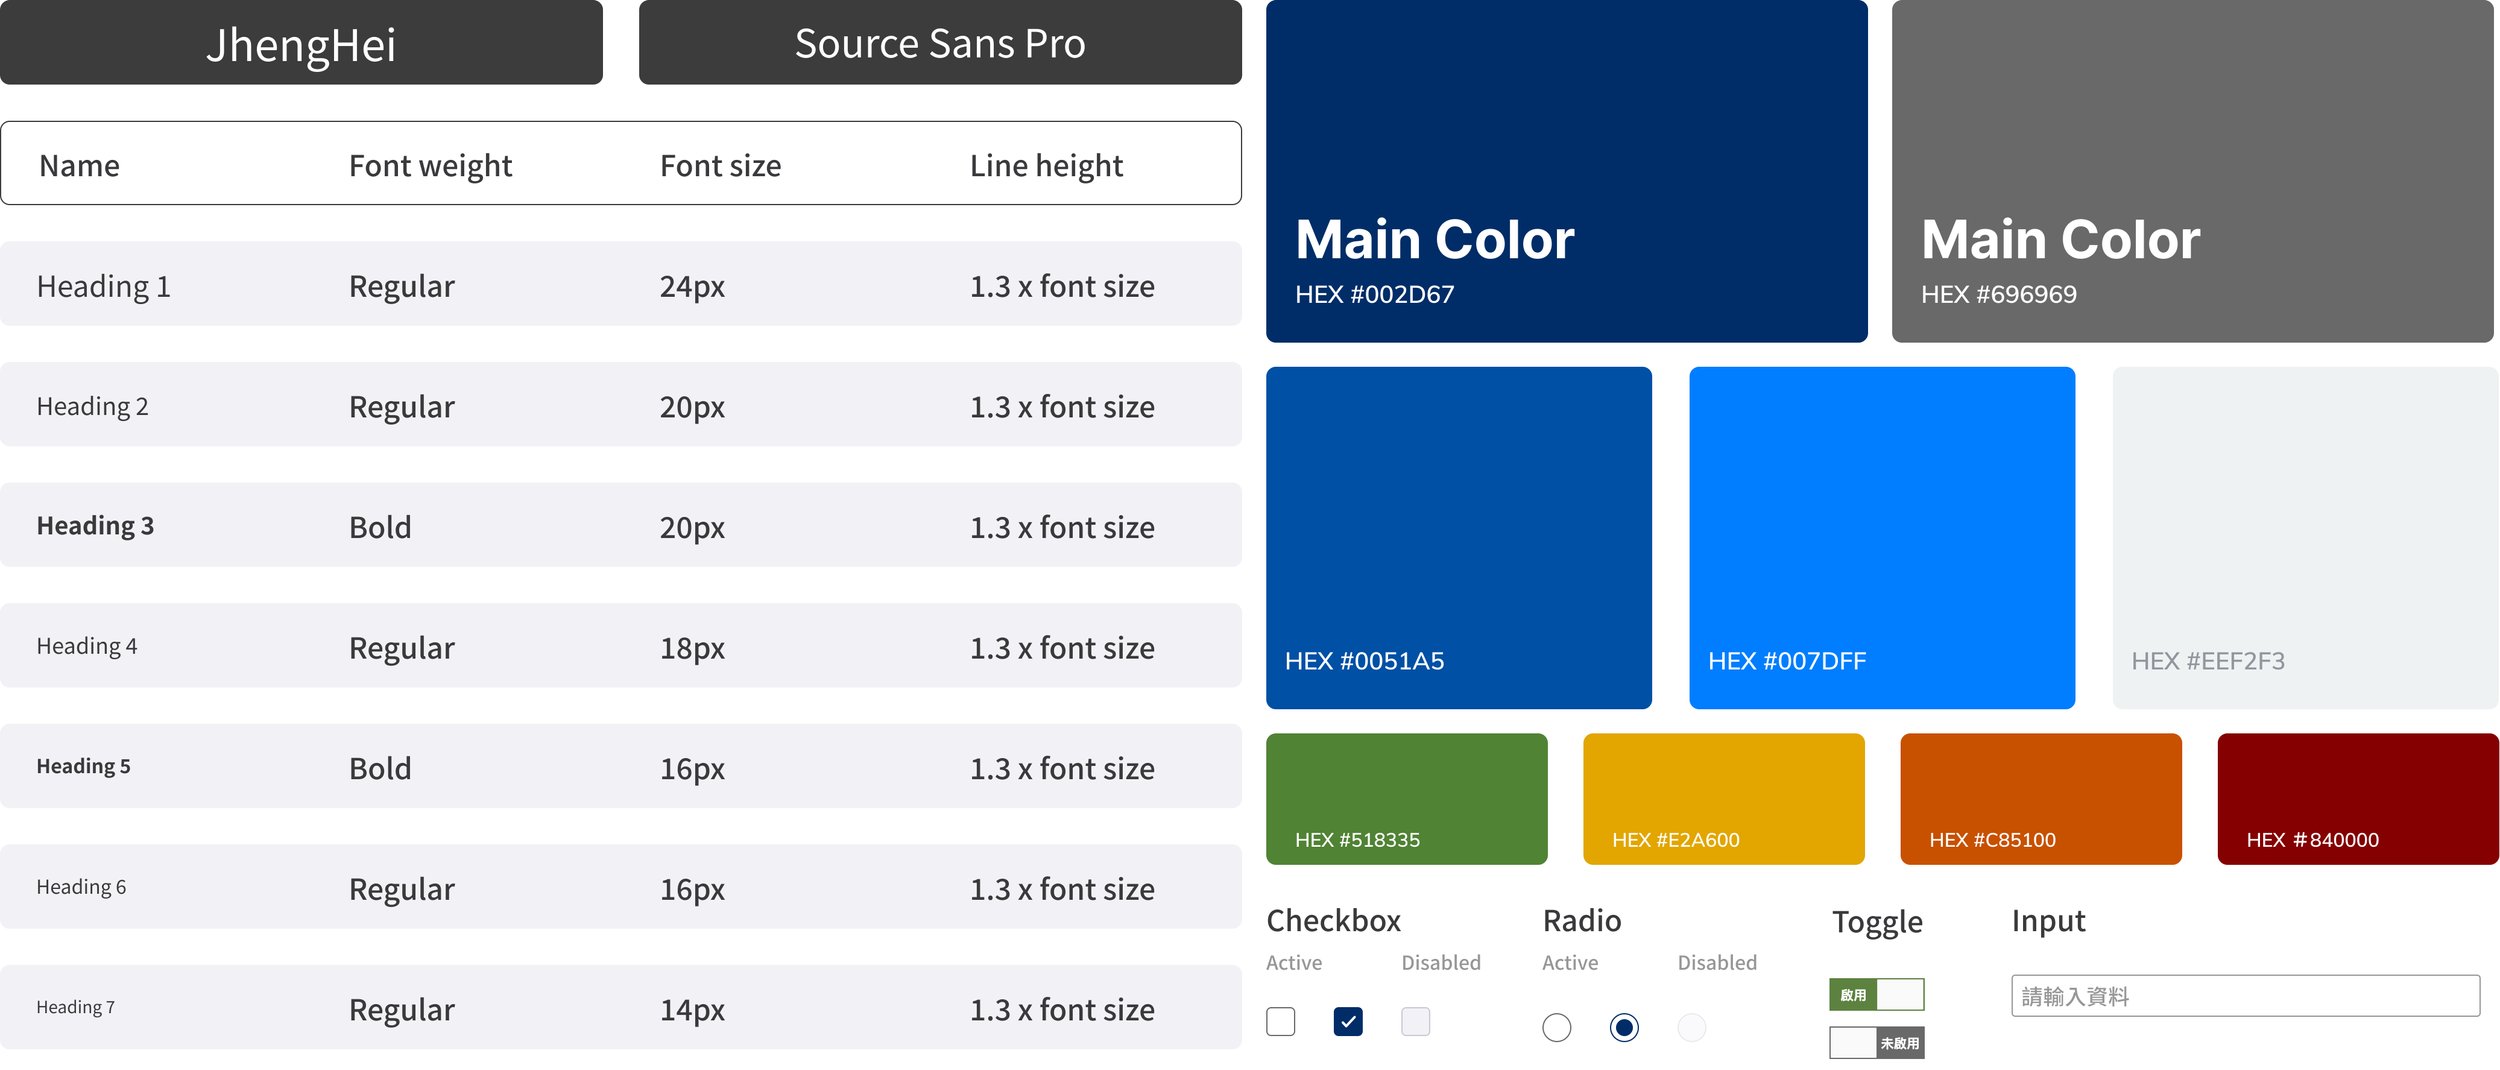 JhengHei
Source Sans Pro
Name Font weight Font size Line height
Heading 1 Regular 24px 1.3 x font size
Heading 2 Regular 20px 1.3 x font size
Heading 3 Bold 20px 1.3 x font size
Heading 4 Regular 18px 1.3 x font size
Heading 5 Bold 16px 1.3 x font size
Heading 6 Regular 16px 1.3 x font size
Heading 7 Regular 14px 1.3 x font size
Main Color
HEX #002D67
Main Color
HEX #696969
HEX #0051A5
HEX #007DFF
HEX #EEF2F3
HEX #518335
HEX #E2A600
HEX #C85100
HEX #840000
Checkbox
Active Disabled
Radio
Active Disabled
Toggle
啟用
未啟用
Input
請輸入資料